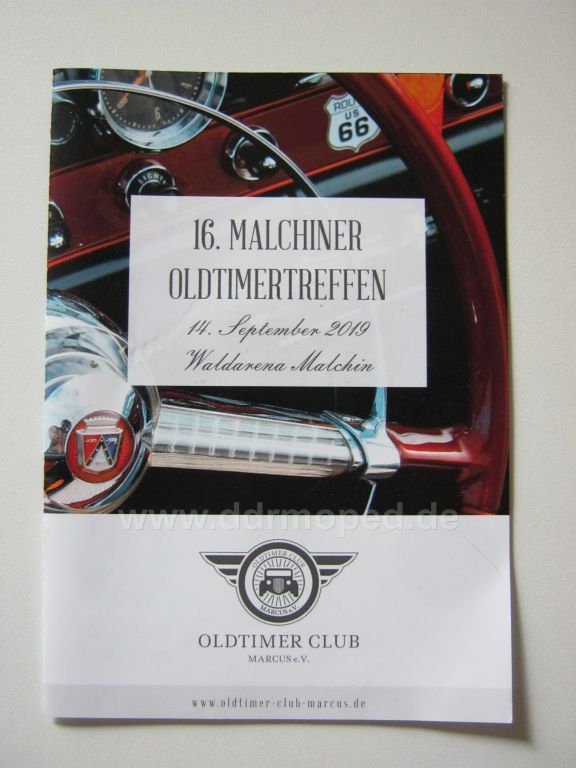 LIGHTS
ROUTE
US
66
16. MALCHINER
OLDTIMERTREFFEN
14. September 2019
Waldarena Malchin
www.ddrmoped.de
OLDTIMER CLUB
MARCUS e.V.
OLDTIMER CLUB
MARCUS e.V.
www.oldtimer-club-marcus.de